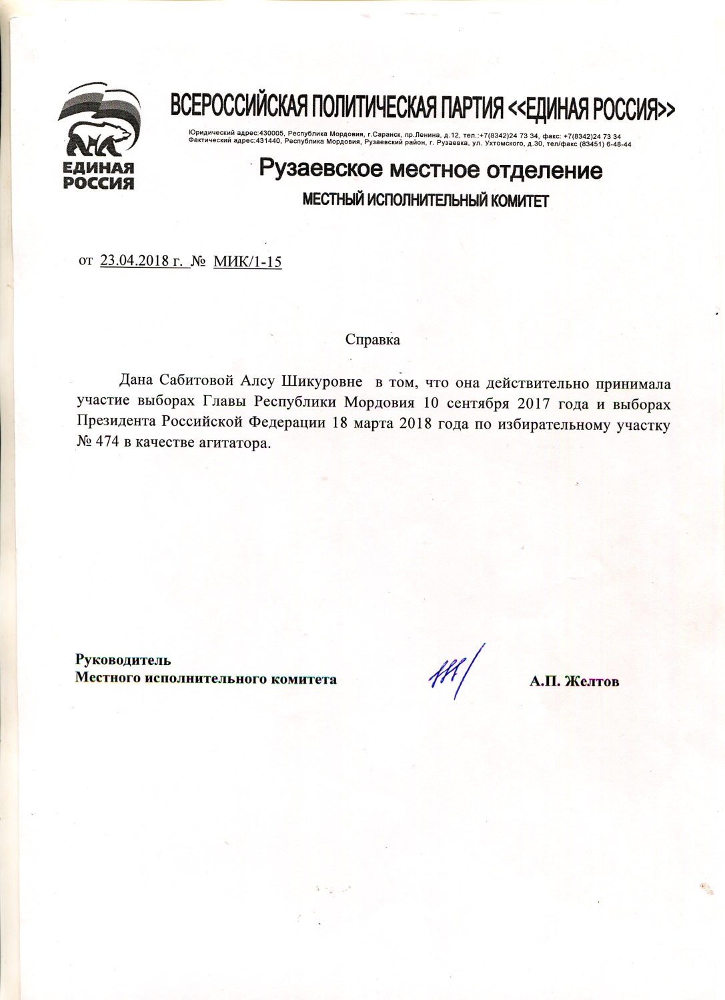 ЕДИНАЯ
РОССИЯ
ВСЕРОССИЙСКАЯ ПОЛИТИЧЕСКАЯ ПАРТИЯ <<ЕДИНАЯ РОССИЯ>>
Юридический адрес:430005, Республика Мордовия, г.Саранск, пр.Ленина, д.12, тел.:+7(8342)24 73 34, факс: +7(8342)24 73 34
Фактический адрес:431440, Республика Мордовия, Рузаевский район, г. Рузаевка, ул. Ухтомского, д.30, тел/факс (83451) 6-48-44
Рузаевское местное отделение
МЕСТНЫЙ ИСПОЛНИТЕЛЬНЫЙ КОМИТЕТ
от 23.04.2018 г. № МИК/1-15
Справка
Дана Сабитовой Алсу Шикуровне в том, что она действительно принимала
участие выборах Главы Республики Мордовия 10 сентября 2017 года и выборах
Президента Российской Федерации 18 марта 2018 года по избирательному участку
№ 474 в качестве агитатора.
Руководитель
Местного исполнительного комитета
А.П. Желтов